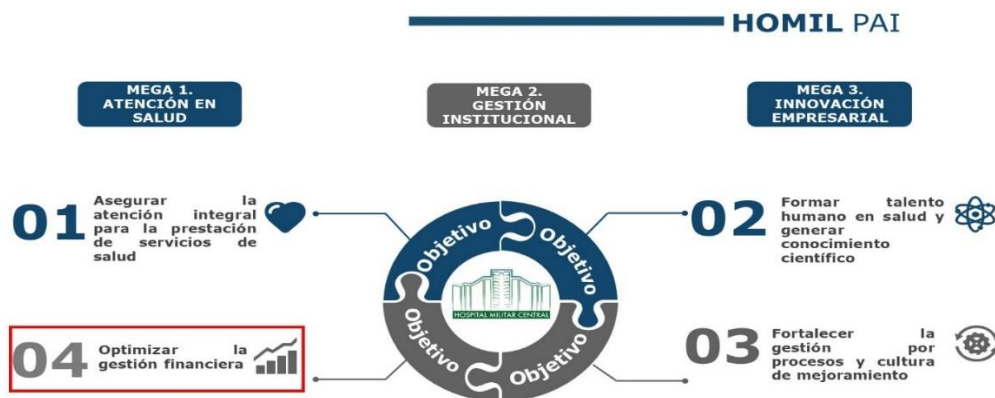 HOMIL PAI
MEGA 1.
ATENCIÓN EN
SALUD
MEGA 2.
GESTIÓN
INSTITUCIONAL
MEGA 3.
INNOVACIÓN
EMPRESARIAL
01
Asegurar la
atención integral
para la prestación
de servicios de
salud
Objetivo
Objetivo
02
Formar talento
humano en salud y
generar
conocimiento
científico
HOSPITAL MILITAR CENTRAL
04
Optimizar la
gestión financiera
Objetivo
Objetivo
03
Fortalecer la
gestión por
procesos y cultura
de mejoramiento